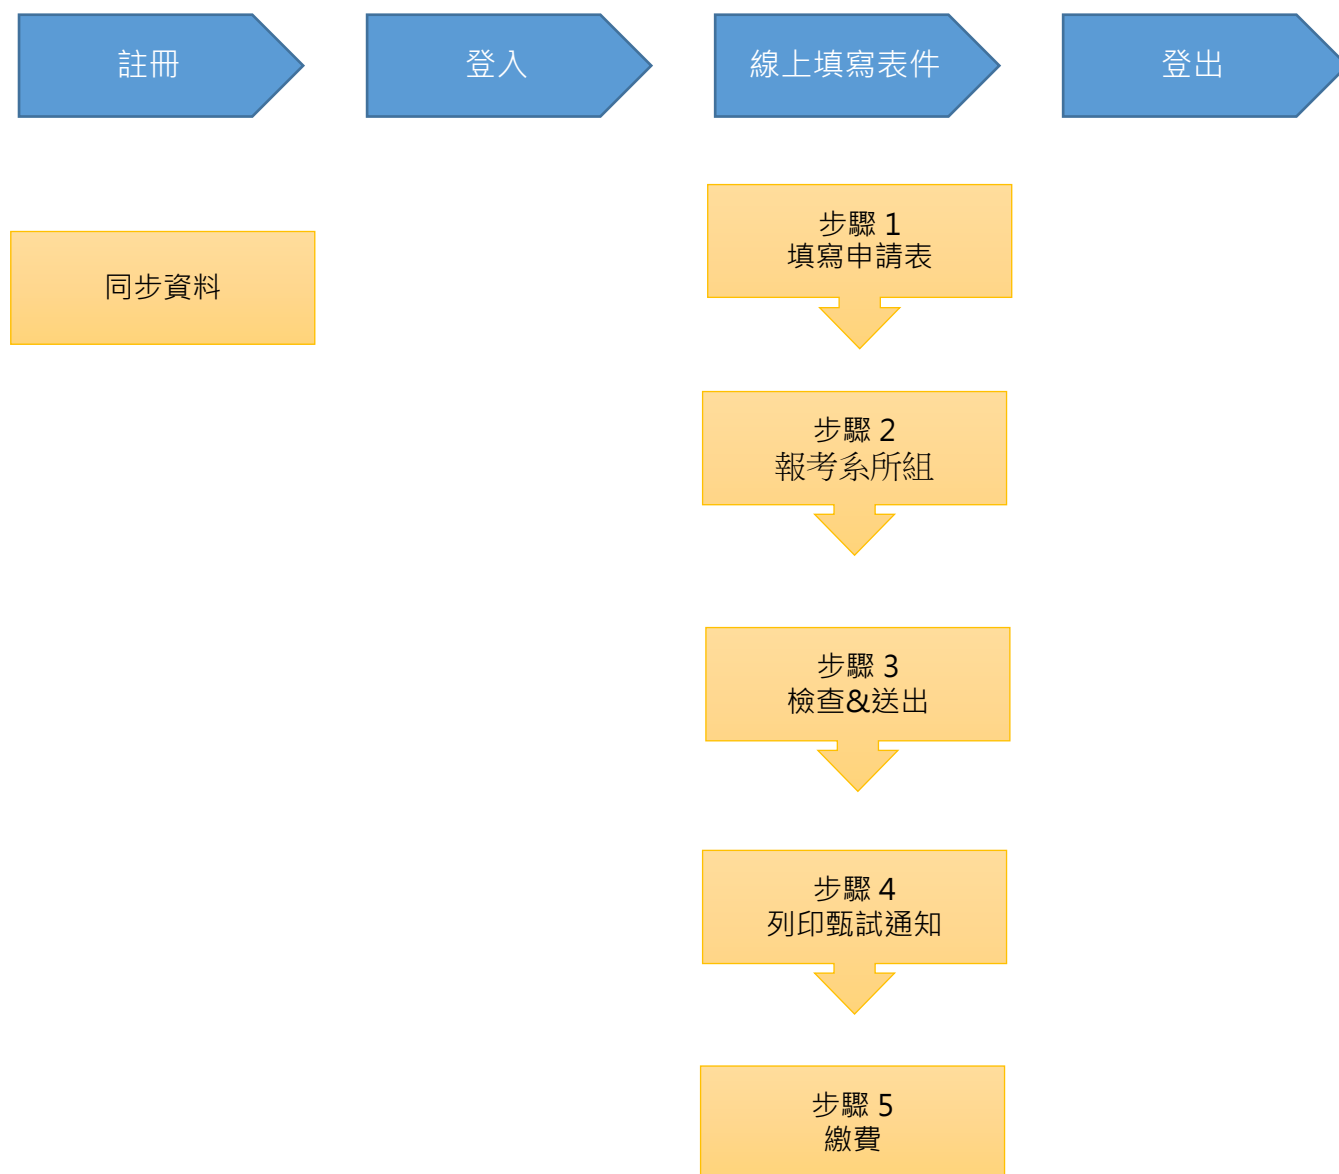 註冊
登入
線上填寫表件
登出
同步資料
步驟 1
填寫申請表
步驟 2
報考系所組
步驟 3
檢查&送出
步驟 4
列印甄試通知
步驟 5
繳費